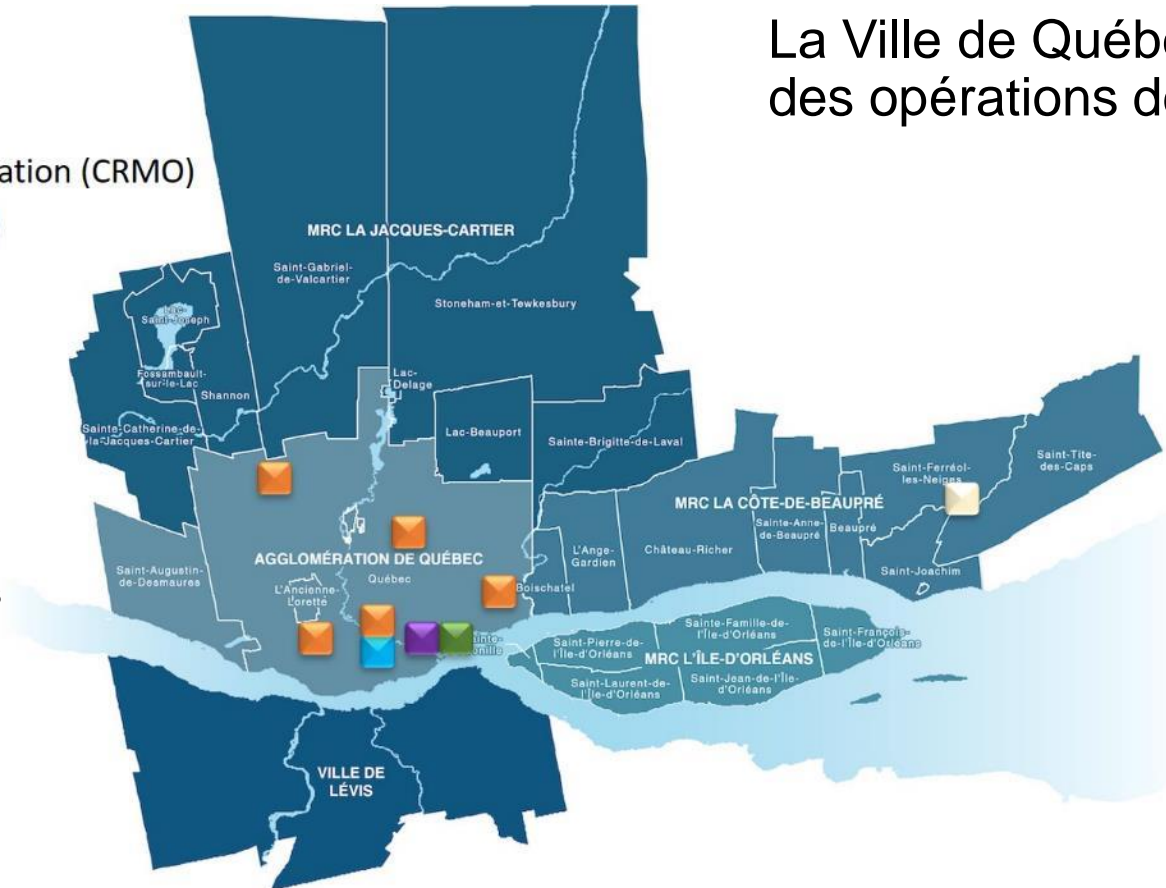 La Ville de Québe
des opérations de
ation (CRMO)
MRC LA JACQUES-CARTIER
Saint-Gabriel-
de-Valcartier
Stoneham-et-Tewkesbury
Lac-
Saint-Joseph
Fossambault-
sur-le-Lac
Shannon
Lac-
Delage
Sainte-Catherine-de-
la-Jacques-Cartier
Lac-Beauport
Sainte-Brigitte-de-Laval
Saint-Ferréol-
les-Neiges
Saint-Tite-
des-Caps
MRC LA CÔTE-DE-BEAUPRÉ
Sainte-Anne-
de-Beaupré
Beaupré
L'Ange-
Gardien
Château-Richer
Saint-Joachim
AGGLOMÉRATION DE QUÉBEC
Québec
Saint-Augustin-
de-Desmaures
L'Ancienne-
Lorette
Boischatel
Sainte-Famille-de-
l'Île-d'Orléans
Saint-François-
de-l'Île-d'Orléans
Saint-Pierre-de-
l'Île-d'Orléans
MRC L'ÎLE-D'ORLÉANS
Saint-Laurent-de-
l'Île-d'Orléans
Saint-Jean-de-l'Île-
d'Orléans
VILLE DE
LÉVIS